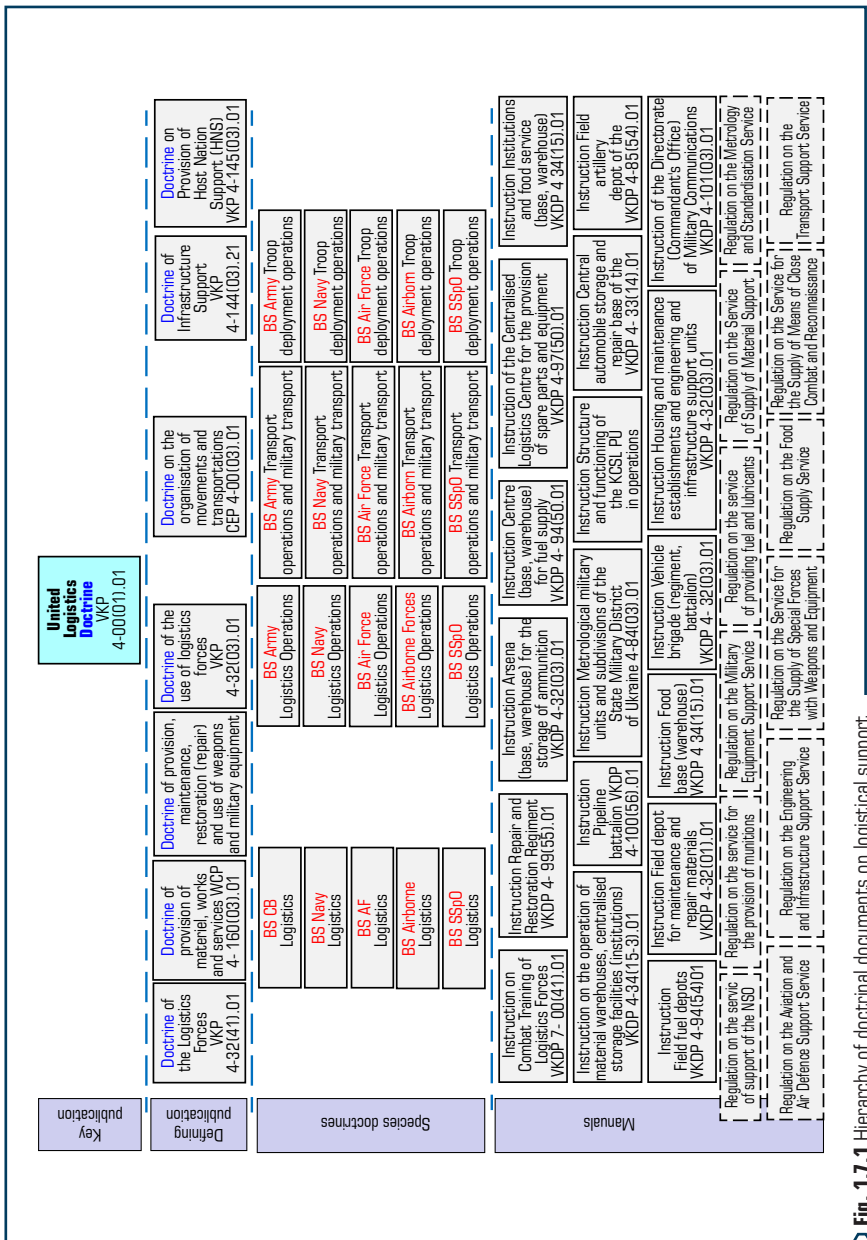 Key
publication
United
Logistics
Doctrine
VKP
4-00(01).01
Defining
publication
Doctrine of
the Logistics
Forces
VKP
4-32(41).01
Doctrine of
provision of
materiel, works
and services WCP
4- 160(03).01
Doctrine of provision,
maintenance,
restoration (repair)
and use of weapons
and military equipment
Doctrine of the
use of logistics
forces
VKP
4-32(03).01
Doctrine on the
organisation of
movements and
transportations
CEP 4-00(03).01
Doctrine of
Infrastructure
Support
VKP
4-144(03).21
Doctrine on
Provision of
Host Nation
Support (HNS)
VKP 4-145(03).01
Species doctrines
BS CB
Logistics
BS Navy
Logistics
BS AF
Logistics
BS Airborne
Logistics
BS SSpO
Logistics
BS Army
Logistics Operations
BS Navy
Logistics Operations
BS Air Force
Logistics Operations
BS Airborne Forces
Logistics Operations
BS SSpO
Logistics Operations
BS Army Transport
operations and military transport
BS Navy Transport
operations and military transport
BS Air Force Transport
operations and military transport
BS Airborn Transport
operations and military transport
BS SSpO Transport
operations and military transport
BS Army Troop
deployment operations
BS Navy Troop
deployment operations
BS Air Force Troop
deployment operations
BS Airborn Troop
deployment operations
BS SSpO Troop
deployment operations
Manuals
Instruction on
Combat Training of
Logistics Forces
VKDP 7- 00(41).01
Instruction Repair and
Restoration Regiment
VKDP 4- 99(55).01
Instruction Arsena
(base, warehouse) for the
storage of ammunition
VKDP 4-32(03).01
Instruction Centre
(base, warehouse)
for fuel supply
VKDP 4- 94(50.01
Instruction of the Centralised
Logistics Centre for the provision
of spare parts and equipment
VKDP 4-97(50).01
Instruction Institutions
and food service
(base, warehouse)
VKDP 4 34(15).01
Instruction on the operation of
material warehouses, centralised
storage facilities (institutions)
VKDP 4-34(15-3).01
Instruction
Pipeline
battalion VKDP
4-100(56).01
Instruction Metrological military
units and subdivisions of the
State Military District
of Ukraine 4-84(03).01
Instruction Structure
and functioning of
the KCSL PU
in operations
Instruction Central
automobile storage and
repair base of the
VKDP 4- 33(14).01
Instruction Field
artillery
depot of the
VKDP 4-85(54).01
Instruction
Field fuel depots
VKDP 4-94(54)01
Instruction Field depot
for maintenance and
repair materials
VKDP 4-32(01).01
Instruction Food
base (warehouse)
VKDP 4 34(15).01
Instruction Vehicle
brigade (regiment,
battalion)
VKDP 4- 32(03).01
Instruction Housing and maintenance
establishments and engineering and
infrastructure support units
VKDP 4-32(03).01
Instruction of the Directorate
(Commandant's Office)
of Military Communications
VKDP 4-101(03).01
Regulation on the servic
of support of the NSO
Regulation on the service for
the provision of munitions
Regulation on the Military
Equipment Support Service
Regulation on the service
of providing fuel and lubricants
Regulation on the Service
of Supply of Material Support
Regulation on the Metrology
and Standardisation Service
Regulation on the Aviation and
Air Defence Support Service
Regulation on the Engineering
and Infrastructure Support Service
Regulation on the Service for
the Supply of Special Forces
with Weapons and Equipment
Regulation on the Food
Supply Service
Regulation on the Service for
the Supply of Means of Close
Combat and Reconnaissance
Regulation on the
Transport Support Service
Fig. 1-7-1 Hierarchy of doctrinal documents on logistical support.